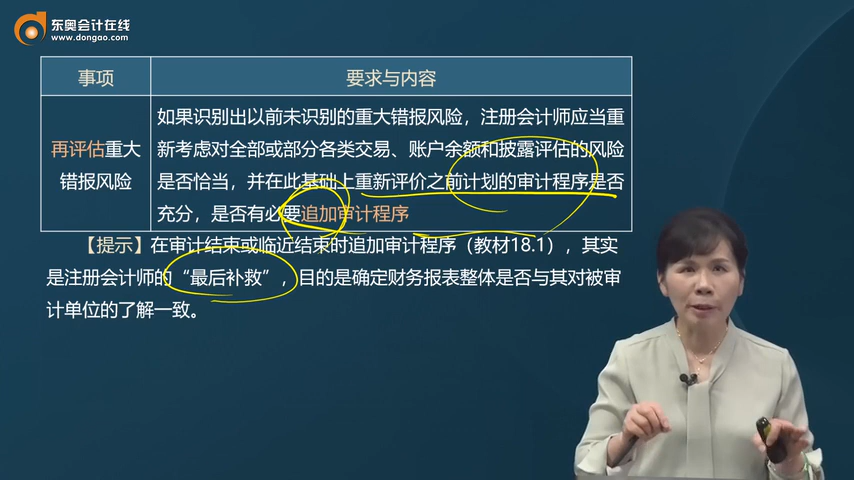 东奥会计在线
www.dongao.com
事项
要求与内容
再评估重大
错报风险
如果识别出以前未识别的重大错报风险，注册会计师应当重
新考虑对全部或部分各类交易、账户余额和披露评估的风险
是否恰当，并在此基础上重新评价之前计划的审计程序是否
充分，是否有必要追加审计程序
【提示】在审计结束或临近结束时追加审计程序（教材18.1），其实
是注册会计师的“最后补救”，目的是确定财务报表整体是否与其对被审
计单位的了解一致。